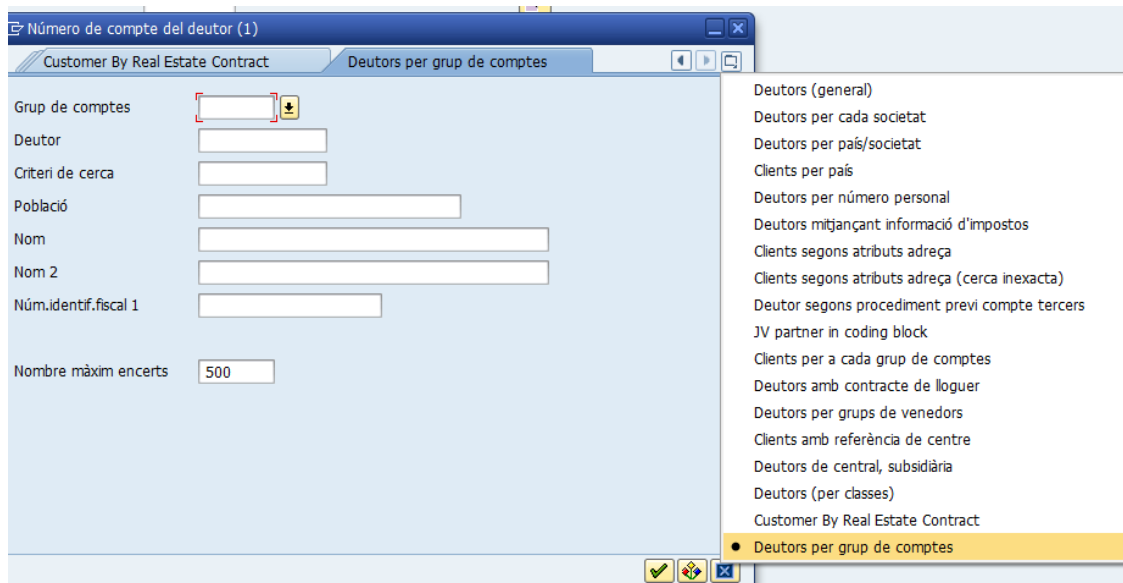 Número de compte del deutor (1)
Customer By Real Estate Contract
Deutors per grup de comptes
Grup de comptes
Deutor
Criteri de cerca
Població
Nom
Nom 2
Núm.identif.fiscal 1
Nombre màxim encerts
500
Deutors (general)
Deutors per cada societat
Deutors per país/societat
Clients per país
Deutors per número personal
Deutors mitjançant informació d'impostos
Clients segons atributs adreça
Clients segons atributs adreça (cerca inexacta)
Deutor segons procediment previ compte tercers
JV partner in coding block
Clients per a cada grup de comptes
Deutors amb contracte de lloguer
Deutors per grups de venedors
Clients amb referència de centre
Deutors de central, subsidiària
Deutors (per classes)
Customer By Real Estate Contract
Deutors per grup de comptes